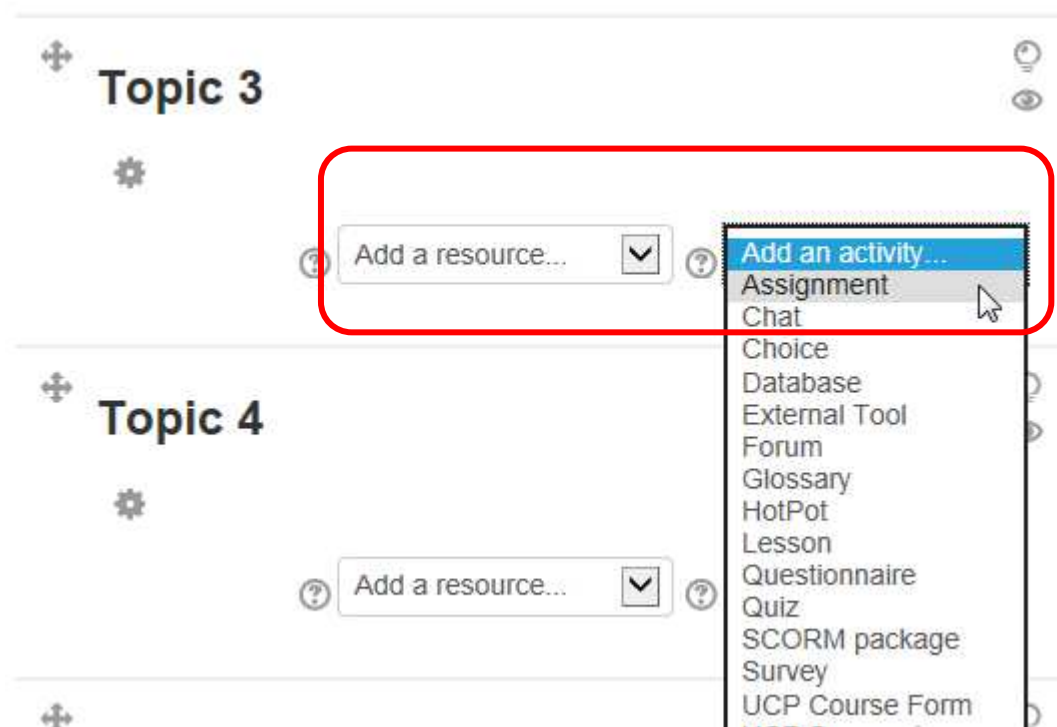 Topic 3
Add a resource...
Add an activity...
Assignment
Chat
Choice
Database
Topic 4
External Tool
Forum
Glossary
HotPot
Lesson
Add a resource...
Questionnaire
Quiz
SCORM package
Survey
UCP Course Form